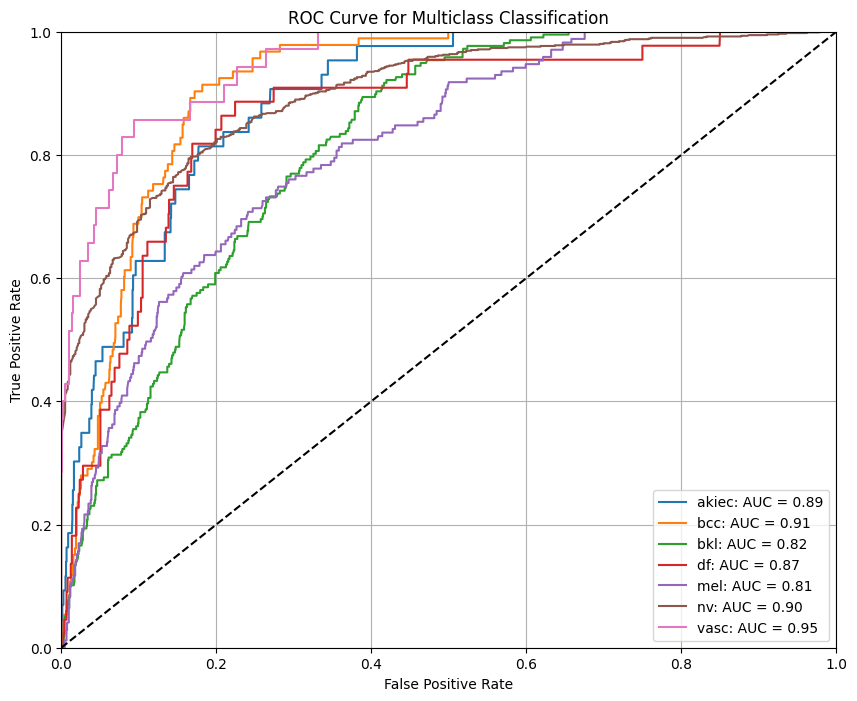 ROC Curve for Multiclass Classification
1.0
0.8
0.6
0.4
0.2
0.0
True Positive Rate
akiec: AUC = 0.89
bcc: AUC = 0.91
bkl: AUC = 0.82
df: AUC = 0.87
mel: AUC = 0.81
nv: AUC = 0.90
vasc: AUC = 0.95
0.0 0.2 0.4 0.6 0.8 1.0
False Positive Rate